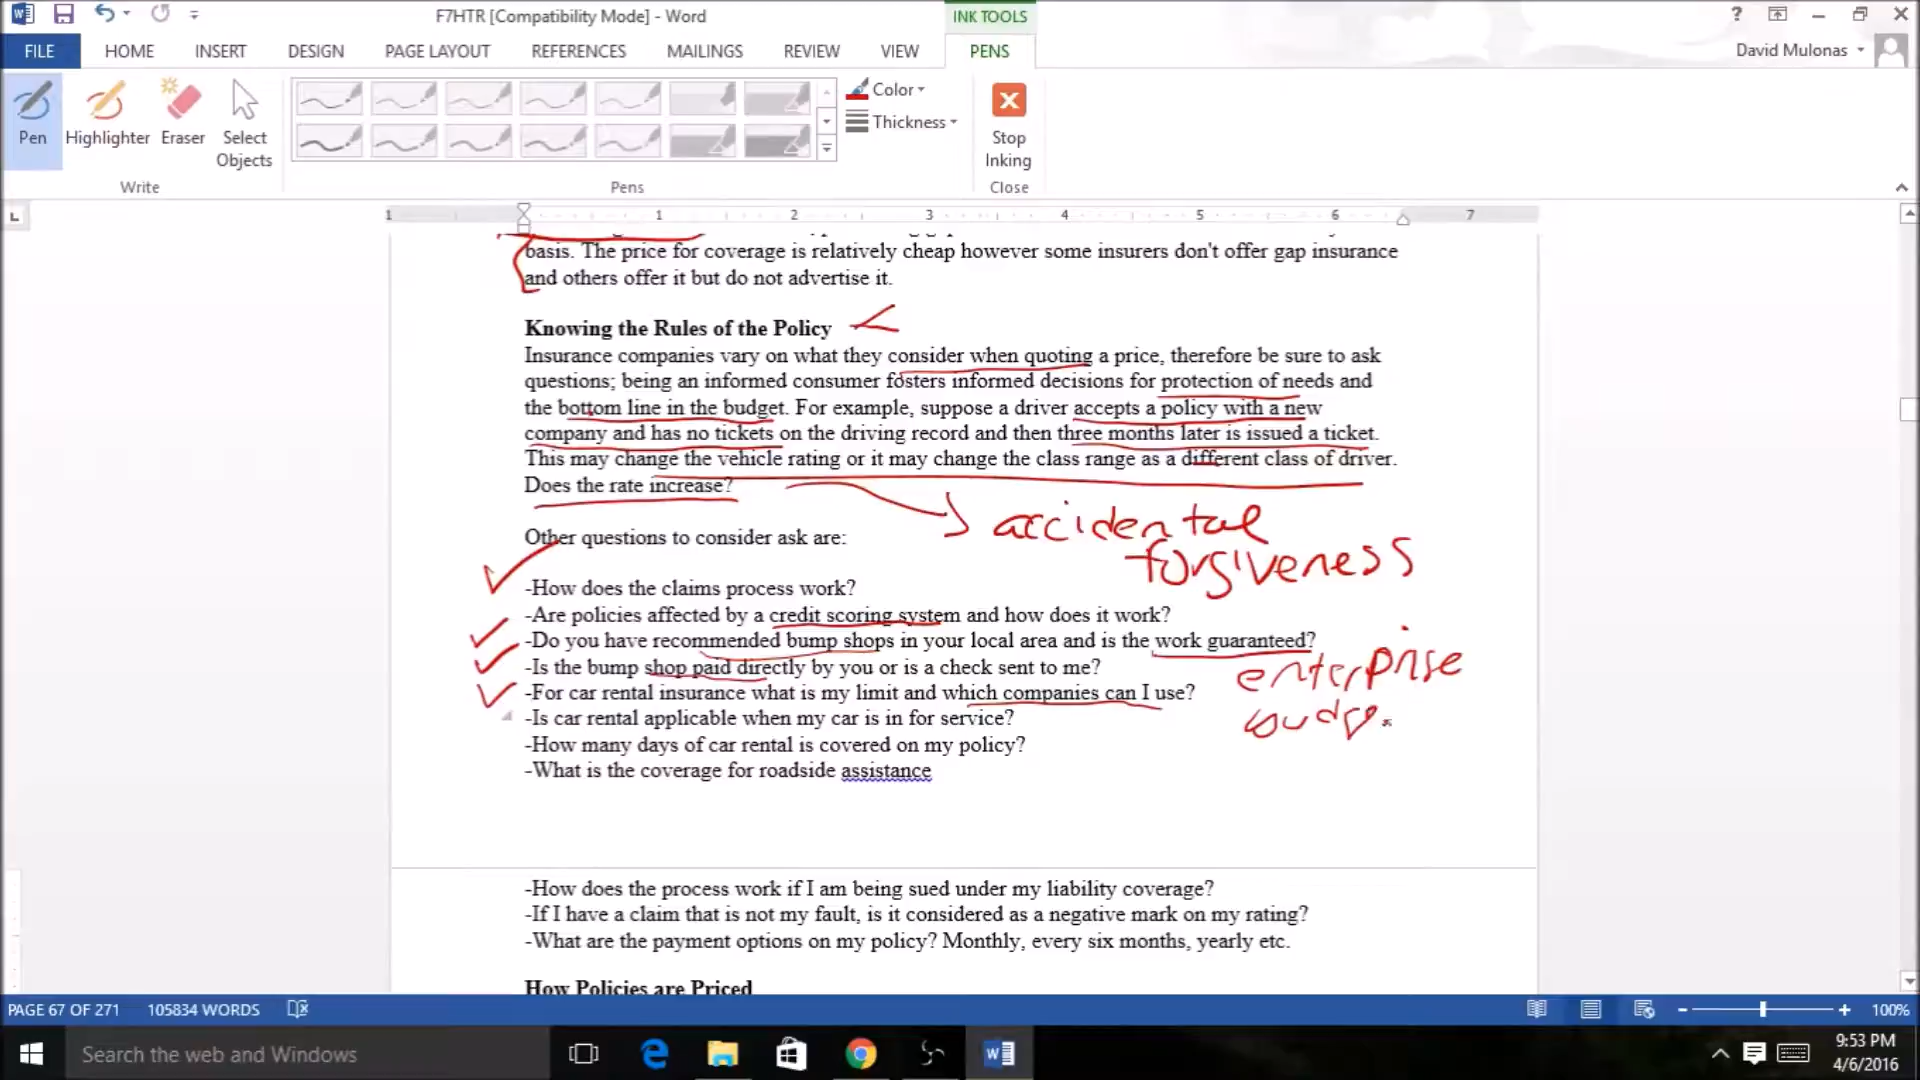 F7HTR [Compatibility Mode] - Word
INK TOOLS
?
FILE
HOME
INSERT
DESIGN
PAGE LAYOUT
REFERENCES
MAILINGS
REVIEW
VIEW
PENS
David Mulonas
Pen
Highlighter
Eraser
Select Objects
Color
Thickness
Stop Inking
Write
Pens
Close
1 1 2 3 4 5 6 7
basis. The price for coverage is relatively cheap however some insurers don't offer gap insurance
and others offer it but do not advertise it.
Knowing the Rules of the Policy
Insurance companies vary on what they consider when quoting a price, therefore be sure to ask
questions; being an informed consumer fosters informed decisions for protection of needs and
the bottom line in the budget. For example, suppose a driver accepts a policy with a new
company and has no tickets on the driving record and then three months later is issued a ticket.
This may change the vehicle rating or it may change the class range as a different class of driver.
Does the rate increase?
accidental
forgiveness
Other questions to consider ask are:
-How does the claims process work?
-Are policies affected by a credit scoring system and how does it work?
-Do you have recommended bump shops in your local area and is the work guaranteed?
-Is the bump shop paid directly by you or is a check sent to me?
enterprise
-For car rental insurance what is my limit and which companies can I use?
-Is car rental applicable when my car is in for service?
-How many days of car rental is covered on my policy?
-What is the coverage for roadside assistance
-How does the process work if I am being sued under my liability coverage?
-If I have a claim that is not my fault, is it considered as a negative mark on my rating?
-What are the payment options on my policy? Monthly, every six months, yearly etc.
How Policies are Priced
PAGE 67 OF 271
105834 WORDS
100%
Search the web and Windows
9:53 PM
4/6/2016